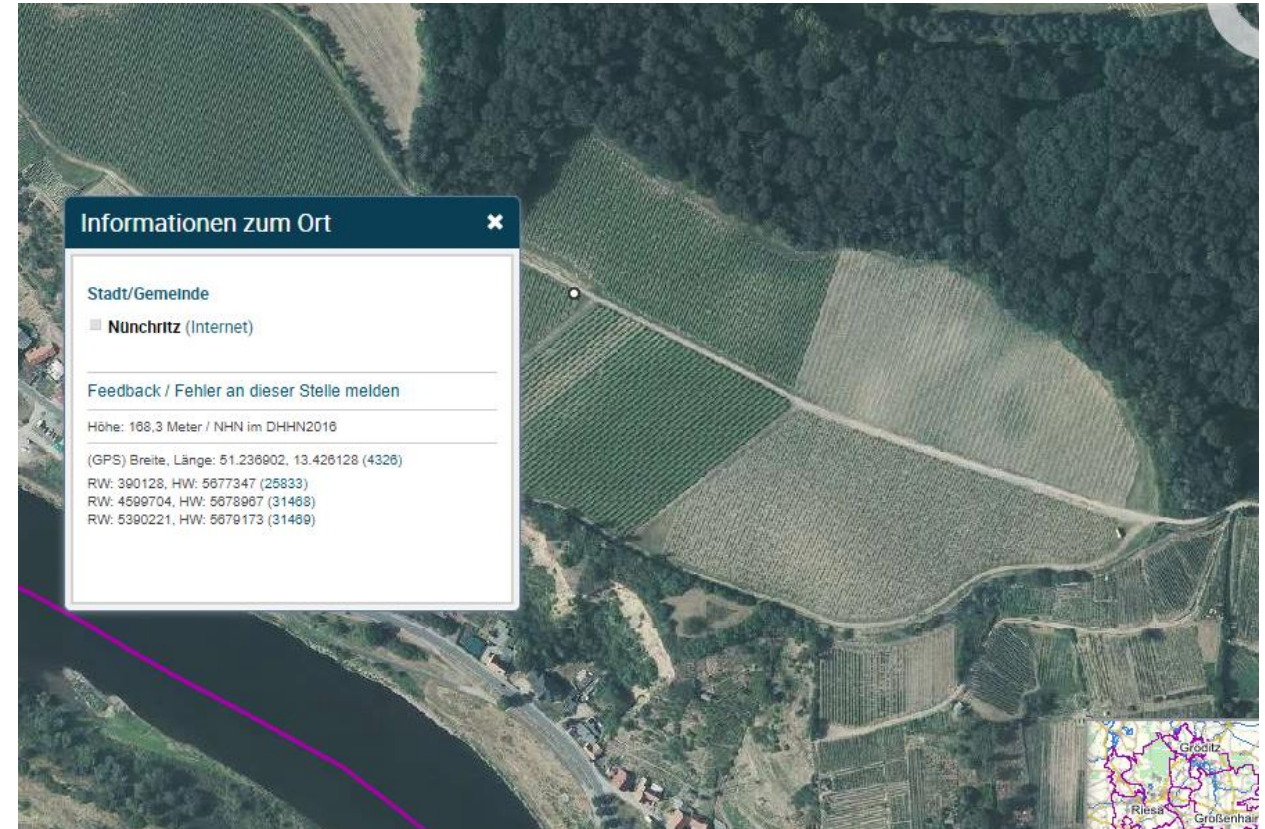 Informationen zum Ort
Stadt/Gemeinde
Nünchritz (Internet)
Feedback / Fehler an dieser Stelle melden
Höhe: 168,3 Meter / NHN im DHHN2016
(GPS) Breite, Länge: 51.236902, 13.426128 (4326)
RW: 390128, HW: 5677347 (25833)
RW: 4599704, HW: 5678967 (31468)
RW: 5390221, HW: 5679173 (31469)
Gröditz
Riesa
Großenhain